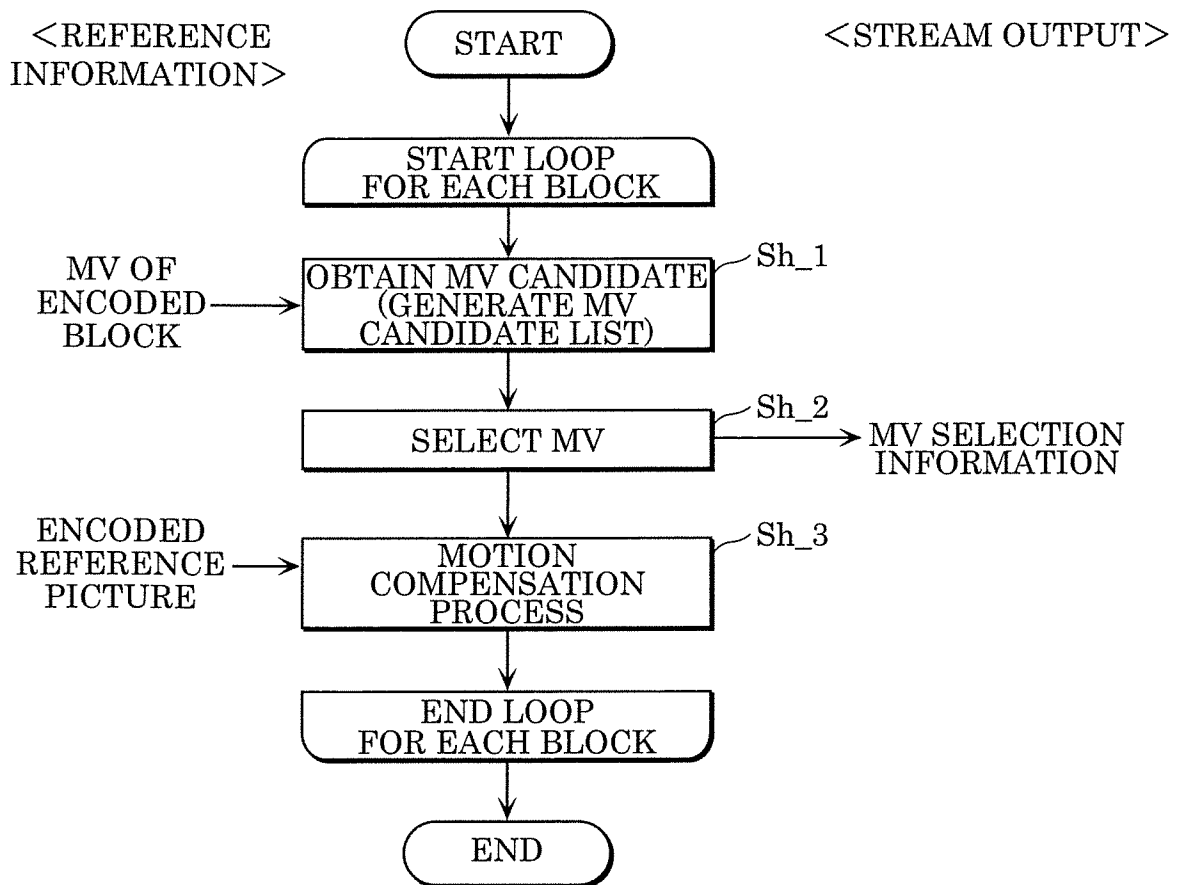 <REFERENCE
INFORMATION>
START
<STREAM OUTPUT>
START LOOP
FOR EACH BLOCK
MV OF
ENCODED
BLOCK
OBTAIN MV CANDIDATE
(GENERATE MV
CANDIDATE LIST)
Sh_1
SELECT MV
Sh_2
MV SELECTION
INFORMATION
ENCODED
REFERENCE
PICTURE
MOTION
COMPENSATION
PROCESS
Sh_3
END LOOP
FOR EACH BLOCK
END